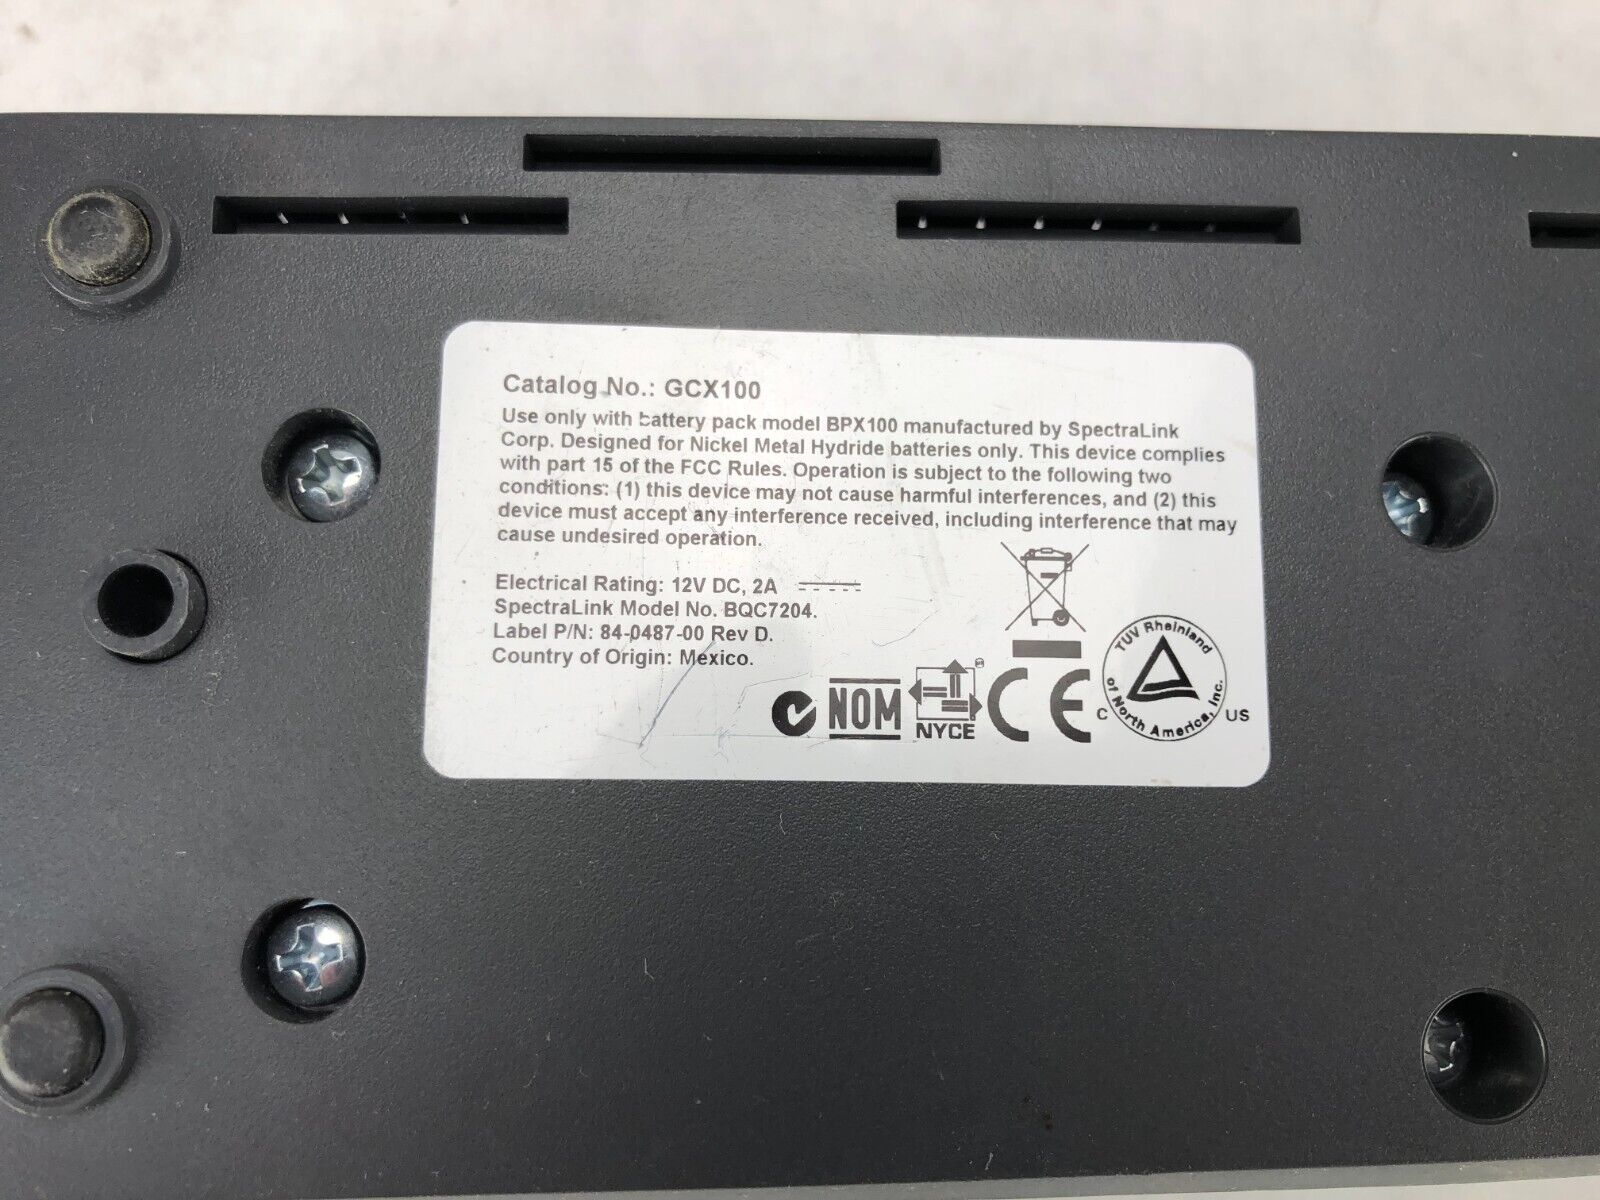 Catalog No.: GCX100
Use only with battery pack model BPX100 manufactured by SpectraLink
Corp. Designed for Nickel Metal Hydride batteries only. This device complies
with part 15 of the FCC Rules. Operation is subject to the following two
conditions: (1) this device may not cause harmful interferences, and (2) this
device must accept any interference received, including interference that may
cause undesired operation.
Electrical Rating: 12V DC, 2A
SpectraLink Model No. BQC7204.
Label P/N: 84-0487-00 Rev D.
Country of Origin: Mexico.
NOM
NYCE
CE
TUV Rheinland
of North America, Inc.
C US